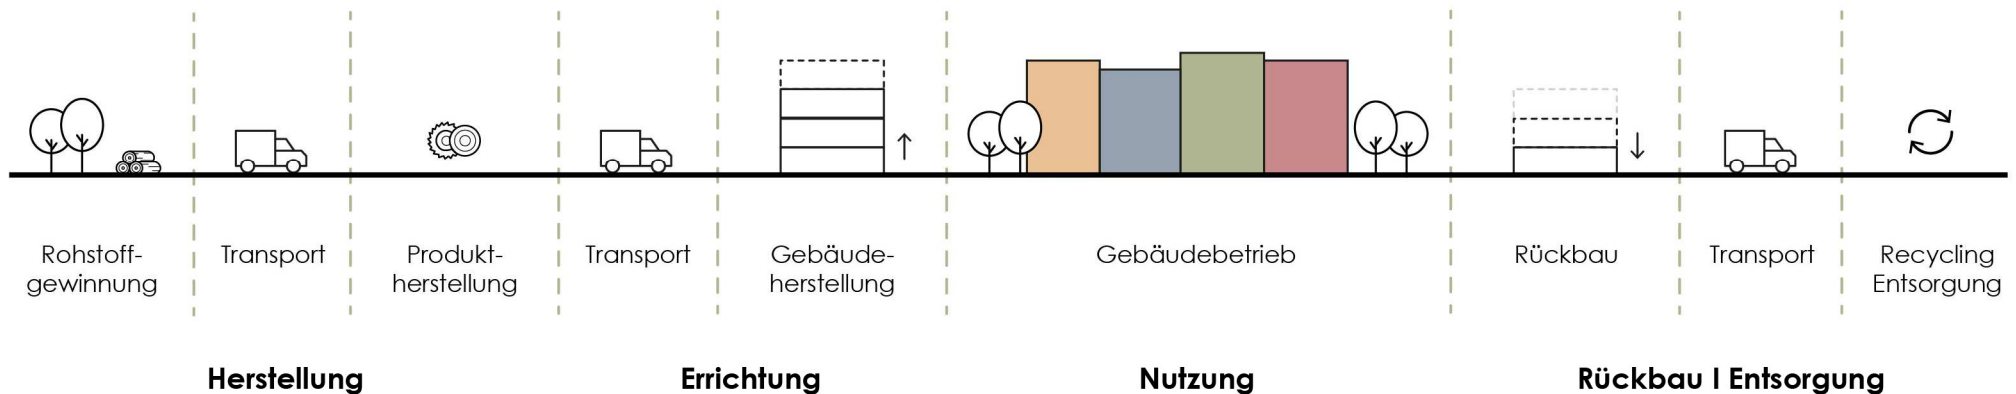 Rohstoff-
gewinnung
Transport
Produkt-
herstellung
Transport
Gebäude-
herstellung
Gebäudebetrieb
Rückbau
Transport
Recycling
Entsorgung
Herstellung
Errichtung
Nutzung
Rückbau I Entsorgung